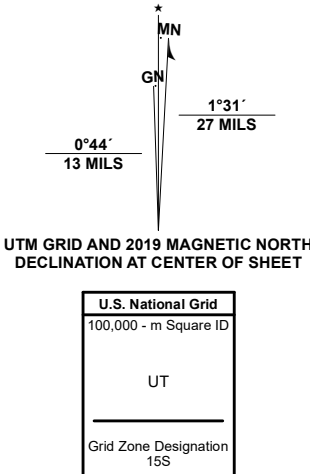 ★
MN
GN
1°31´
27 MILS
0°44´
13 MILS
UTM GRID AND 2019 MAGNETIC NORTH
DECLINATION AT CENTER OF SHEET
U.S. National Grid
100,000 - m Square ID
UT
Grid Zone Designation
15S